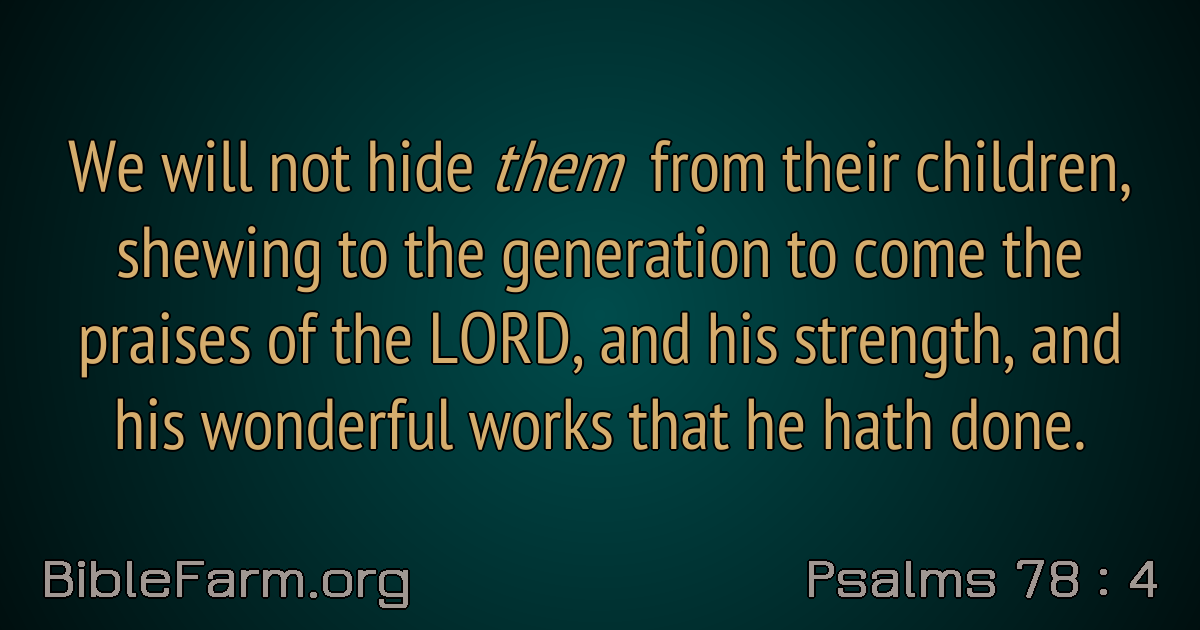 We will not hide them from their children,
shewing to the generation to come the
praises of the LORD, and his strength, and
his wonderful works that he hath done.
BibleFarm.org
Psalms 78 : 4